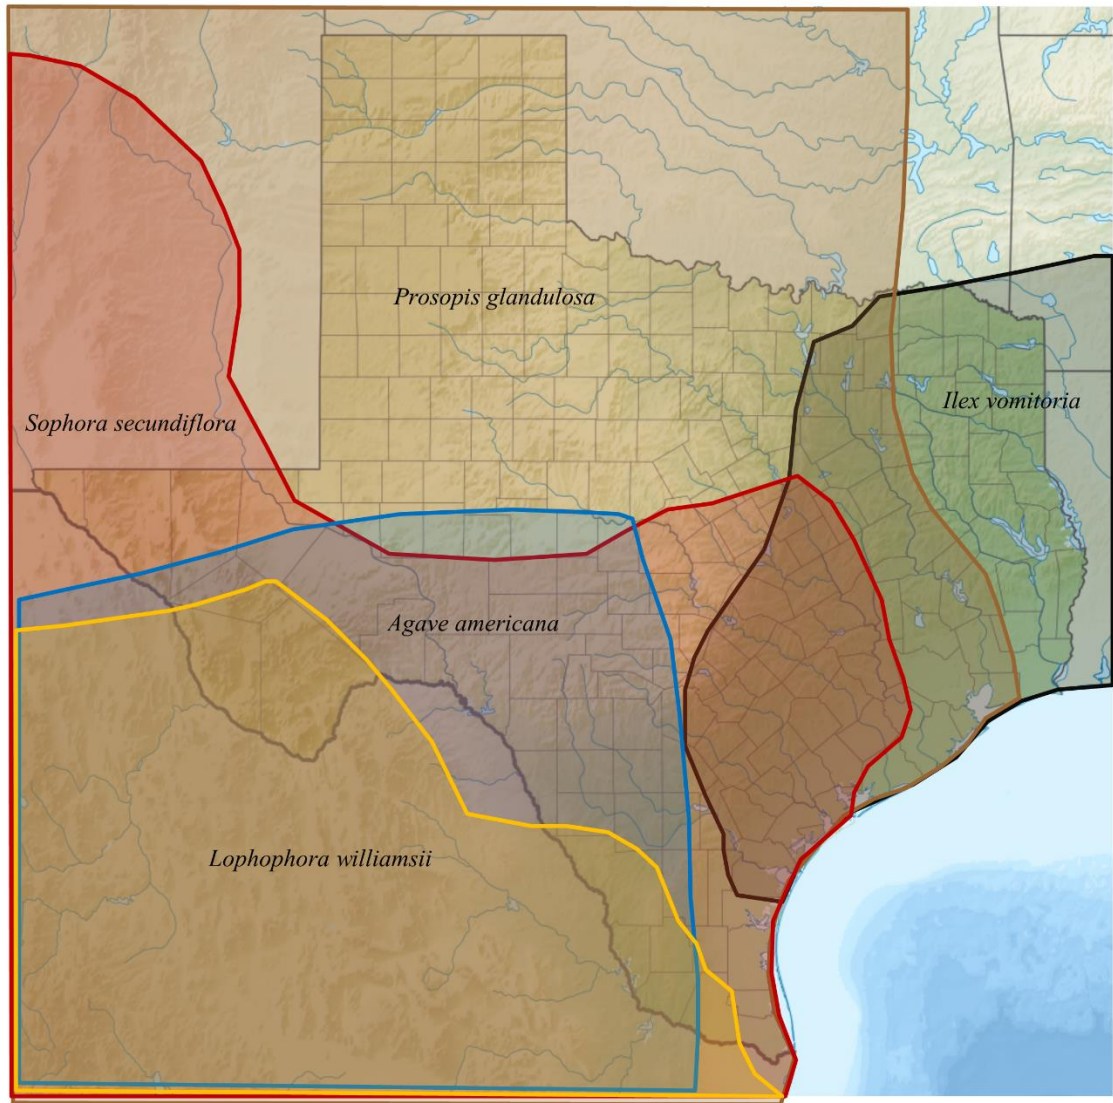 Prosopis glandulosa
Ilex vomitoria
Sophora secundiflora
Agave americana
Lophophora williamsii